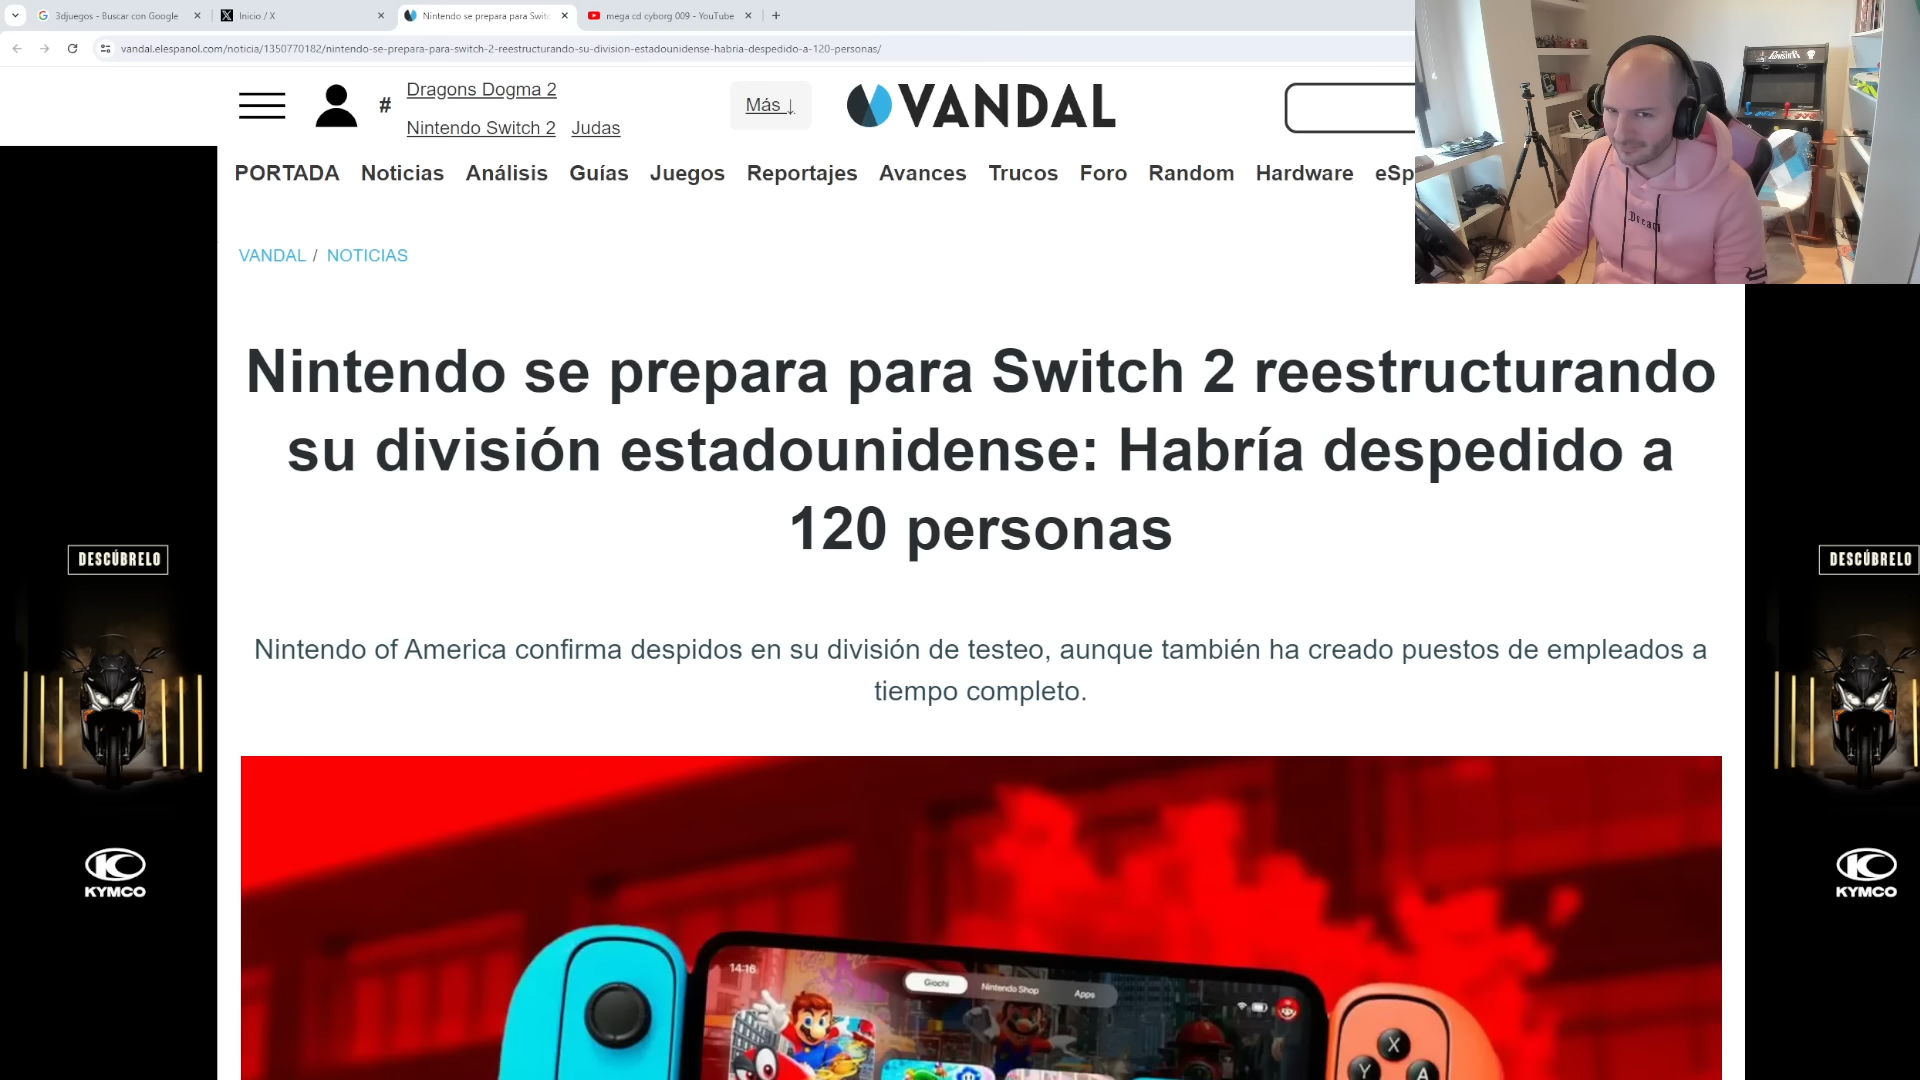 3djuegos - Buscar con Google
Inicio / X
Nintendo se prepara para Switc
mega cd cyborg 009 - YouTube
vandal.elespanol.com/noticia/1350770182/nintendo-se-prepara-para-switch-2-reestructurando-su-division-estadounidense-habria-despedido-a-120-personas/
# Dragons Dogma 2
Nintendo Switch 2 Judas
Más ↓
VANDAL
PORTADA Noticias Análisis Guías Juegos Reportajes Avances Trucos Foro Random Hardware eSp
VANDAL / NOTICIAS
Nintendo se prepara para Switch 2 reestructurando
su división estadounidense: Habría despedido a
120 personas
Nintendo of America confirma despidos en su división de testeo, aunque también ha creado puestos de empleados a
tiempo completo.
DESCÚBRELO
KYMCO
DESCÚBRELO
KYMCO
14:16
Giochi Nintendo Shop Apps
X
Y
A
Dream